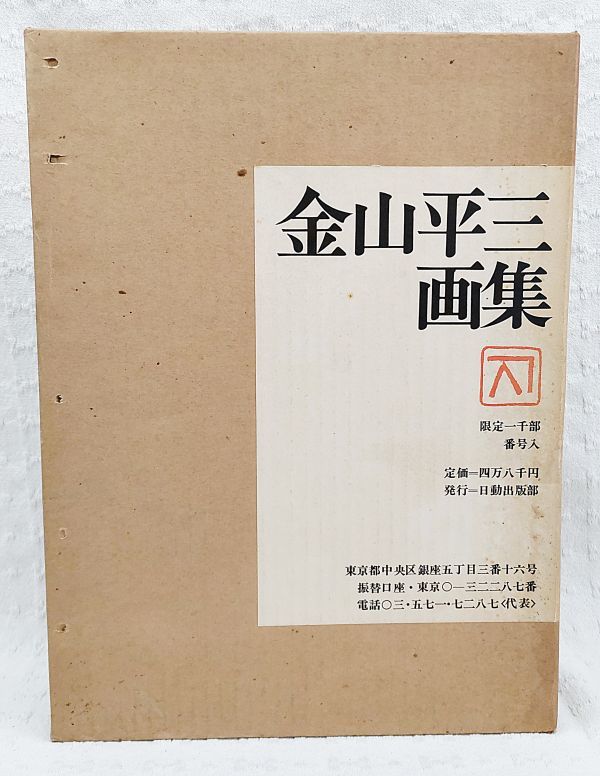 金山平三
画集
限定一千部
番号入
定価=四万八千円
発行=日動出版部
東京都中央区銀座五丁目三番十六号
振替口座・東京〇—三二二八七番
電話〇三・五七一・七二八七〈代表〉